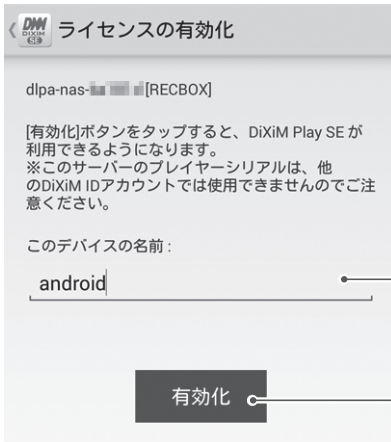 DiXiM SE ライセンスの有効化
dlpa-nas-[RECBOX]
[有効化]ボタンをタップすると、DiXiM Play SE が
利用できるようになります。
※このサーバーのプレイヤーシリアルは、他
のDiXiM IDアカウントでは使用できませんのでご注
意ください。
このデバイスの名前 :
android
有効化